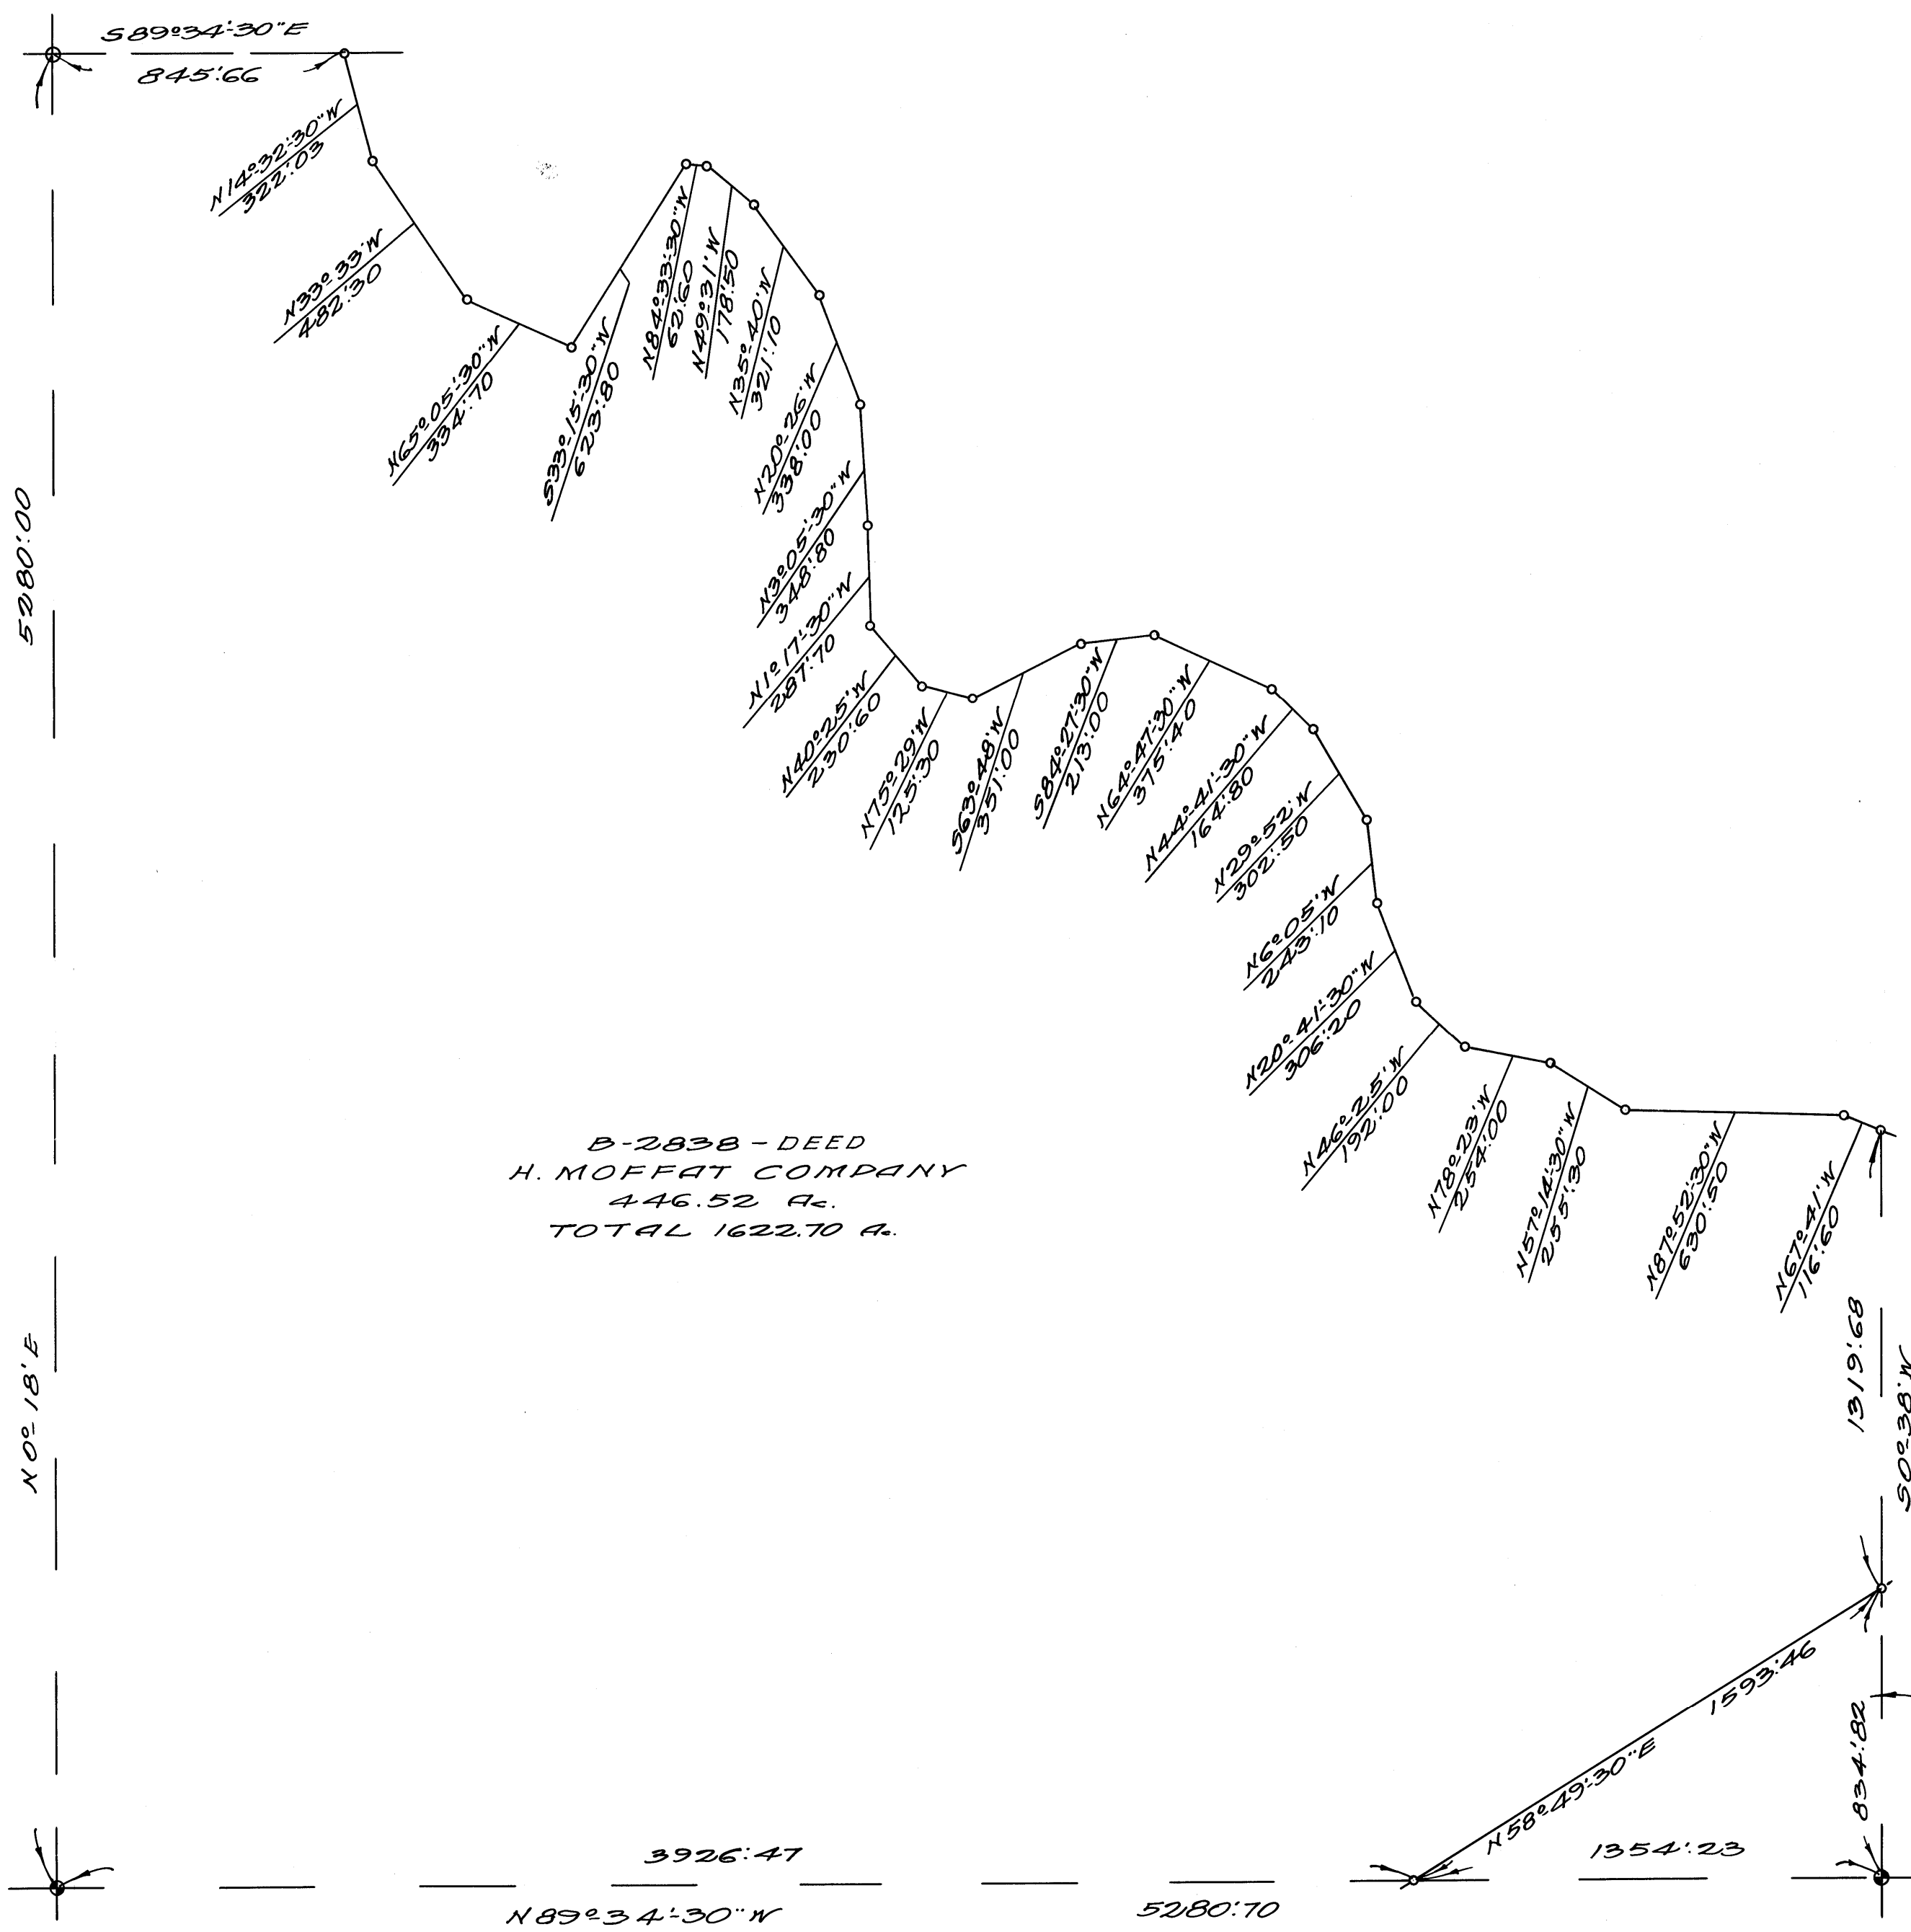 S89°-34'-30"E
845'.66
N14°-32'-30"W
322'.03
N33°-33'W
482'.30
N65°-05'-30"W
334'.70
S33°-15'-30"W
623'.80
N84°-33'-30"W
62'.60
N49°-31'W
178'.50
N35°-40'W
321'.10
N20°-26'W
338'.00
N3°-05'-30"W
348'.80
N1°-17'-30"W
287'.70
N40°-25'W
230'.60
N75°-29'W
125'.30
S63°-48'W
351'.00
S84°-27'-30"W
213'.00
N64°-47'-30"W
375'.40
N44°-41'-30"W
164'.80
N29°-52'W
302'.50
N6°-05'W
243'.10
N20°-41'-30"W
306'.20
N46°-25'W
192'.00
N78°-23'W
254'.00
N57°-14'-30"W
255'.30
N87°-52'-30"W
630'.50
N67°-41'W
116'.60
5280'.00
N0°-18'E
B-2838-DEED
H. MOFFAT COMPANY
446.52 Ac.
TOTAL 1622.70 Ac.
1319'.68
S0°-38'W
1593'.46
N58°-49'-30"E
834'.82
3926'.47
1354'.23
N89°-34'-30"W
5280'.70